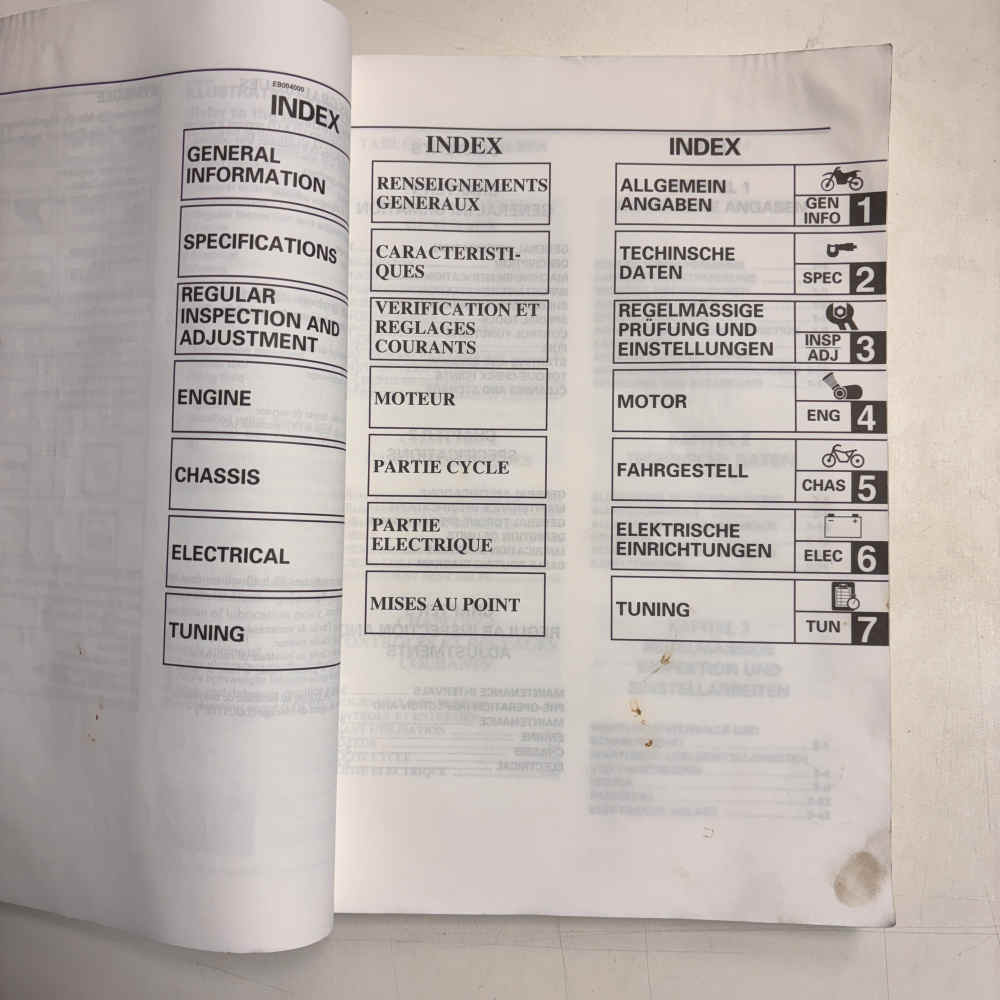 EB004000
INDEX
GENERAL
INFORMATION
SPECIFICATIONS
REGULAR
INSPECTION AND
ADJUSTMENT
ENGINE
CHASSIS
ELECTRICAL
TUNING
INDEX
RENSEIGNEMENTS
GENERAUX
CARACTERISTI-
QUES
VERIFICATION ET
REGLAGES
COURANTS
MOTEUR
PARTIE CYCLE
PARTIE
ELECTRIQUE
MISES AU POINT
INDEX
ALLGEMEIN
ANGABEN
GEN
INFO
1
TECHINSCHE
DATEN
SPEC
2
REGELMASSIGE
PRÜFUNG UND
EINSTELLUNGEN
INSP
ADJ
3
MOTOR
ENG
4
FAHRGESTELL
CHAS
5
ELEKTRISCHE
EINRICHTUNGEN
ELEC
6
TUNING
TUN
7